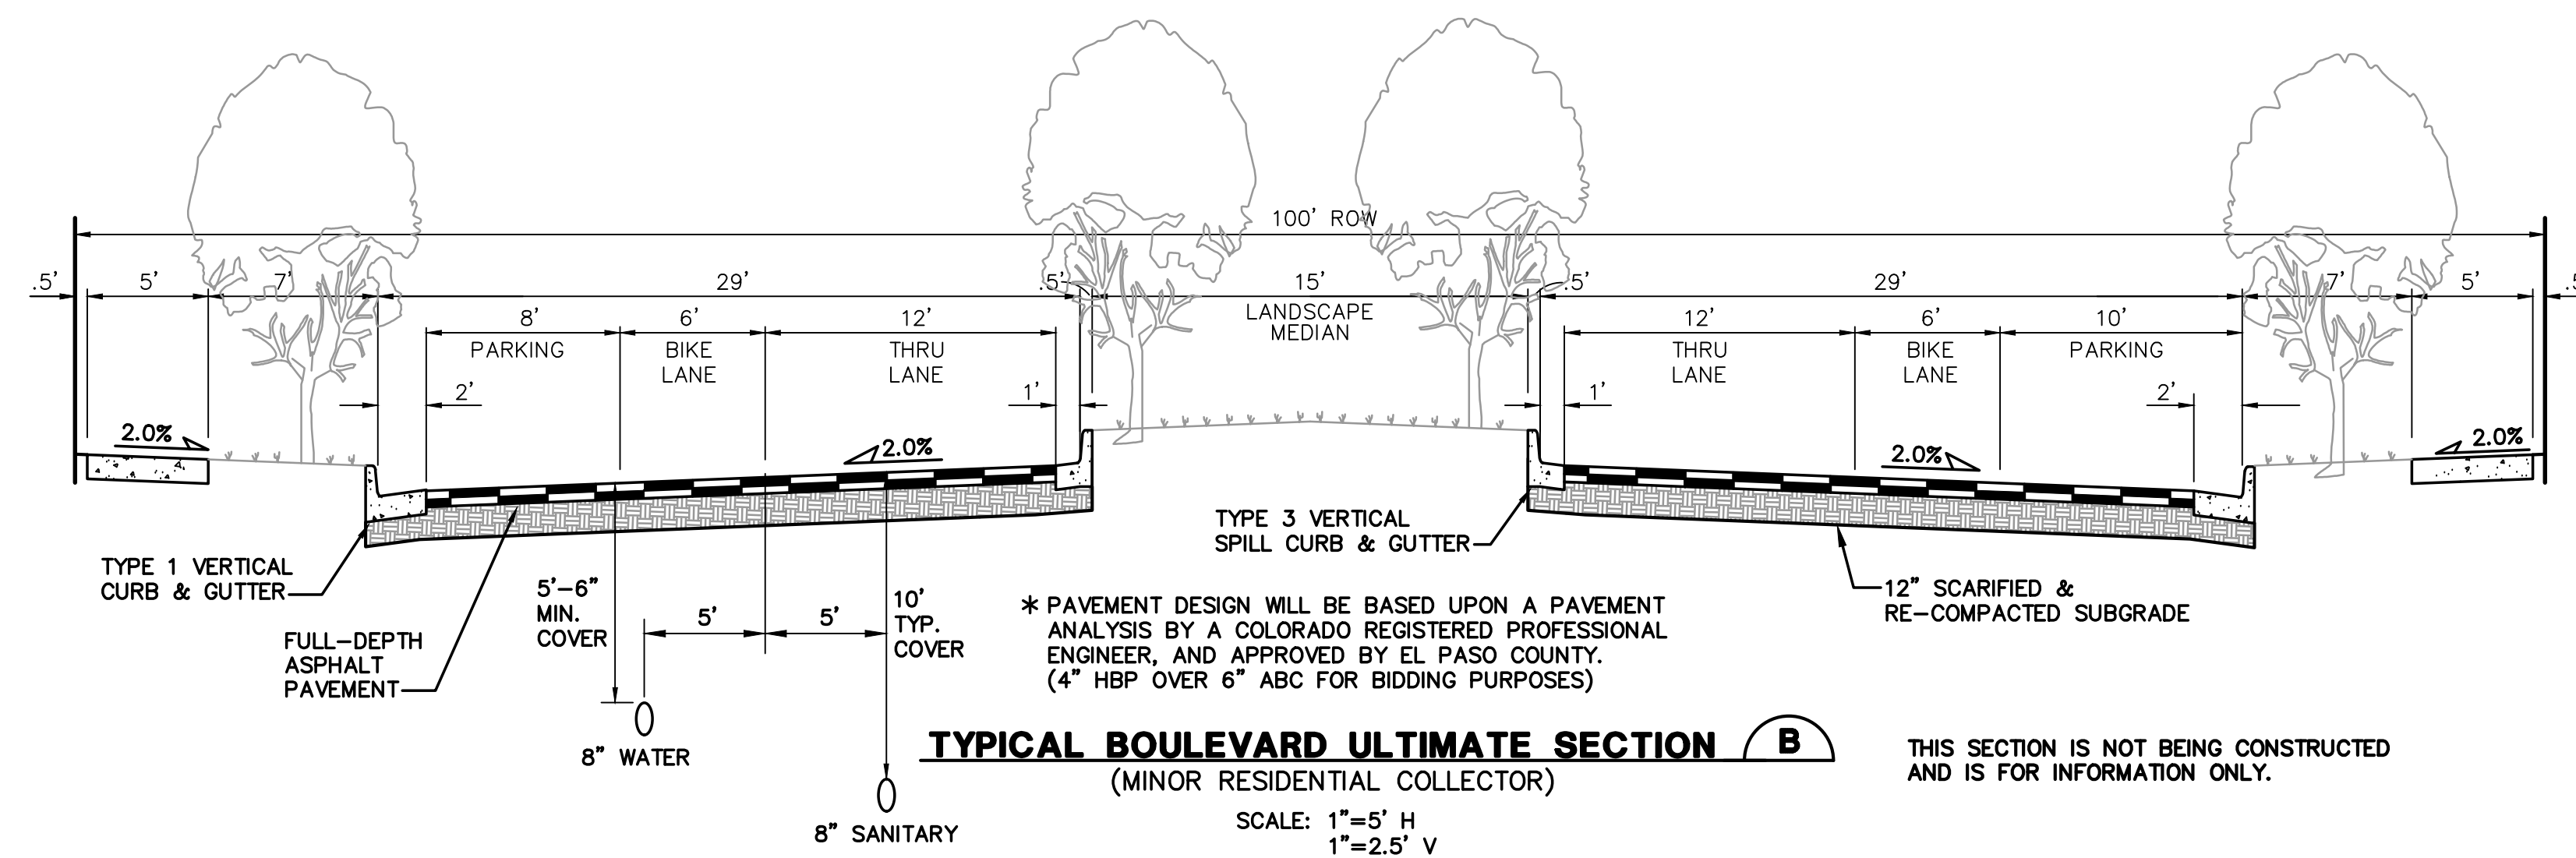 100' ROW
.5' 5' 7' 29' .5' 15' .5' 29' 7' 5' .5'
LANDSCAPE
MEDIAN
8' 6' 12' 12' 6' 10'
PARKING BIKE THRU THRU BIKE PARKING
LANE LANE LANE LANE
2' 1' 1' 2'
2.0% 2.0% 2.0% 2.0%
TYPE 1 VERTICAL
CURB & GUTTER
FULL-DEPTH
ASPHALT
PAVEMENT
5'-6"
MIN.
COVER
5' 5'
10'
TYP.
COVER
8" WATER
8" SANITARY
TYPE 3 VERTICAL
SPILL CURB & GUTTER
12" SCARIFIED &
RE-COMPACTED SUBGRADE
* PAVEMENT DESIGN WILL BE BASED UPON A PAVEMENT
ANALYSIS BY A COLORADO REGISTERED PROFESSIONAL
ENGINEER, AND APPROVED BY EL PASO COUNTY.
(4" HBP OVER 6" ABC FOR BIDDING PURPOSES)
TYPICAL BOULEVARD ULTIMATE SECTION B
(MINOR RESIDENTIAL COLLECTOR)
SCALE: 1"=5' H
1"=2.5' V
THIS SECTION IS NOT BEING CONSTRUCTED
AND IS FOR INFORMATION ONLY.